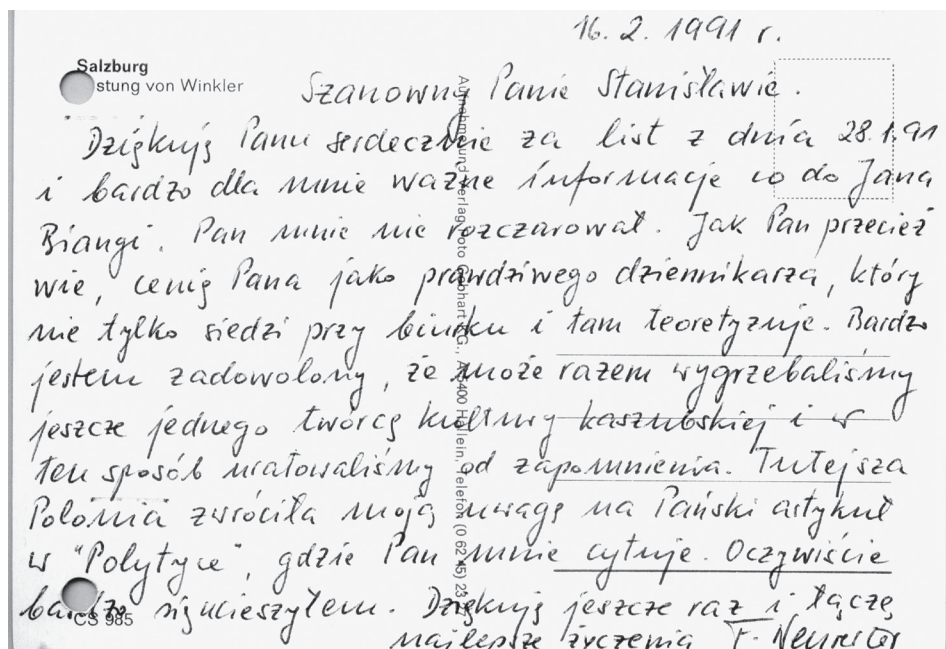 16. 2. 1991 r.
Salzburg
stung von Winkler
Szanowny Panie Stanisławie.
Dziękuję Panu serdecznie za list z dnia 28.1.91
i bardzo dla mnie ważne informacje co do Jana
Biangi. Pan mnie nie rozczarował. Jak Pan przecież
wie, cenię Pana jako prawdziwego dziennikarza, który
nie tylko siedzi przy biurku i tam teoretyzuje. Bardzo
jestem zadowolony, że może razem wygrzebaliśmy
jeszcze jednego twórcę kultury kaszubskiej i w
ten sposób uratowaliśmy od zapomnienia. Tutejsza
Polonia zwróciła moją uwagę na Pański artykuł
w "Polytyce", gdzie Pan mnie cytuje. Oczywiście
bardzo się ucieszyłem. Dziękuję jeszcze raz i łączę
CS 985
najlepsze życzenia F. Neureiter